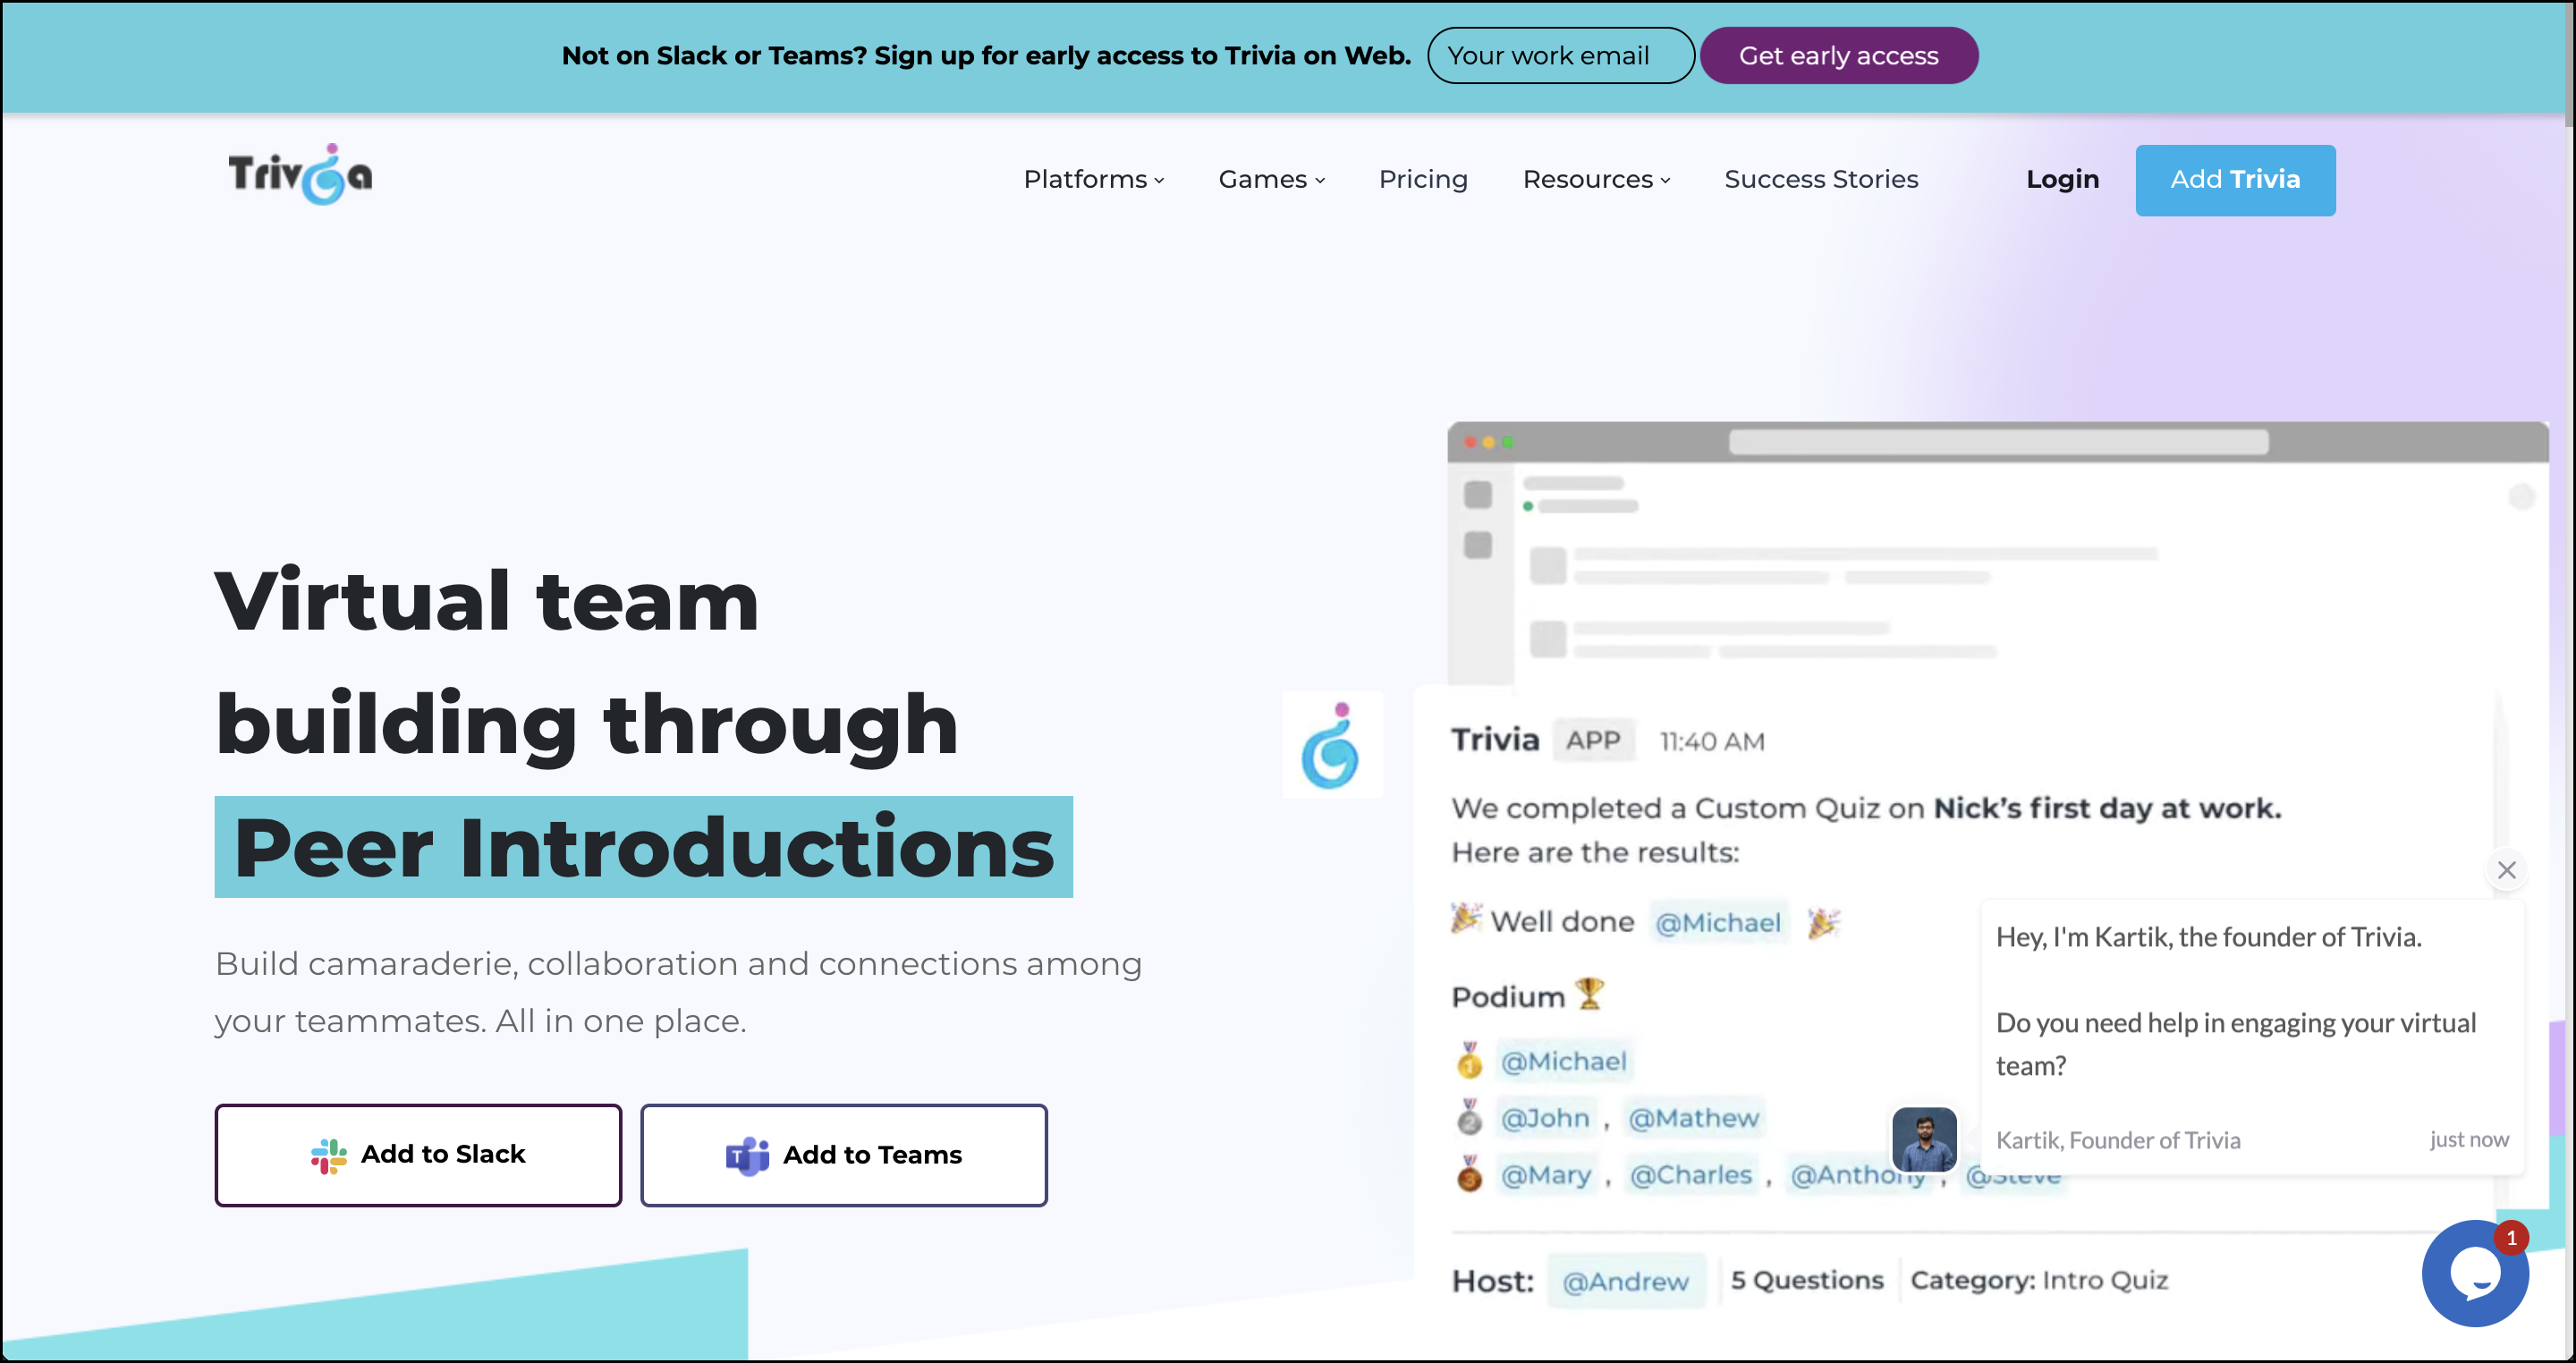 Not on Slack or Teams? Sign up for early access to Trivia on Web. Your work email Get early access
Trivia Platforms Games Pricing Resources Success Stories Login Add Trivia
Virtual team
building through
Peer Introductions
Build camaraderie, collaboration and connections among
your teammates. All in one place.
Add to Slack Add to Teams
Trivia APP 11:40 AM
We completed a Custom Quiz on Nick’s first day at work.
Here are the results:
Well done @Michael
Podium
1 @Michael
2 @John , @Mathew
3 @Mary , @Charles , @Anthony , @Steve
Host: @Andrew 5 Questions Category: Intro Quiz
Hey, I'm Kartik, the founder of Trivia.
Do you need help in engaging your virtual
team?
Kartik, Founder of Trivia just now
1